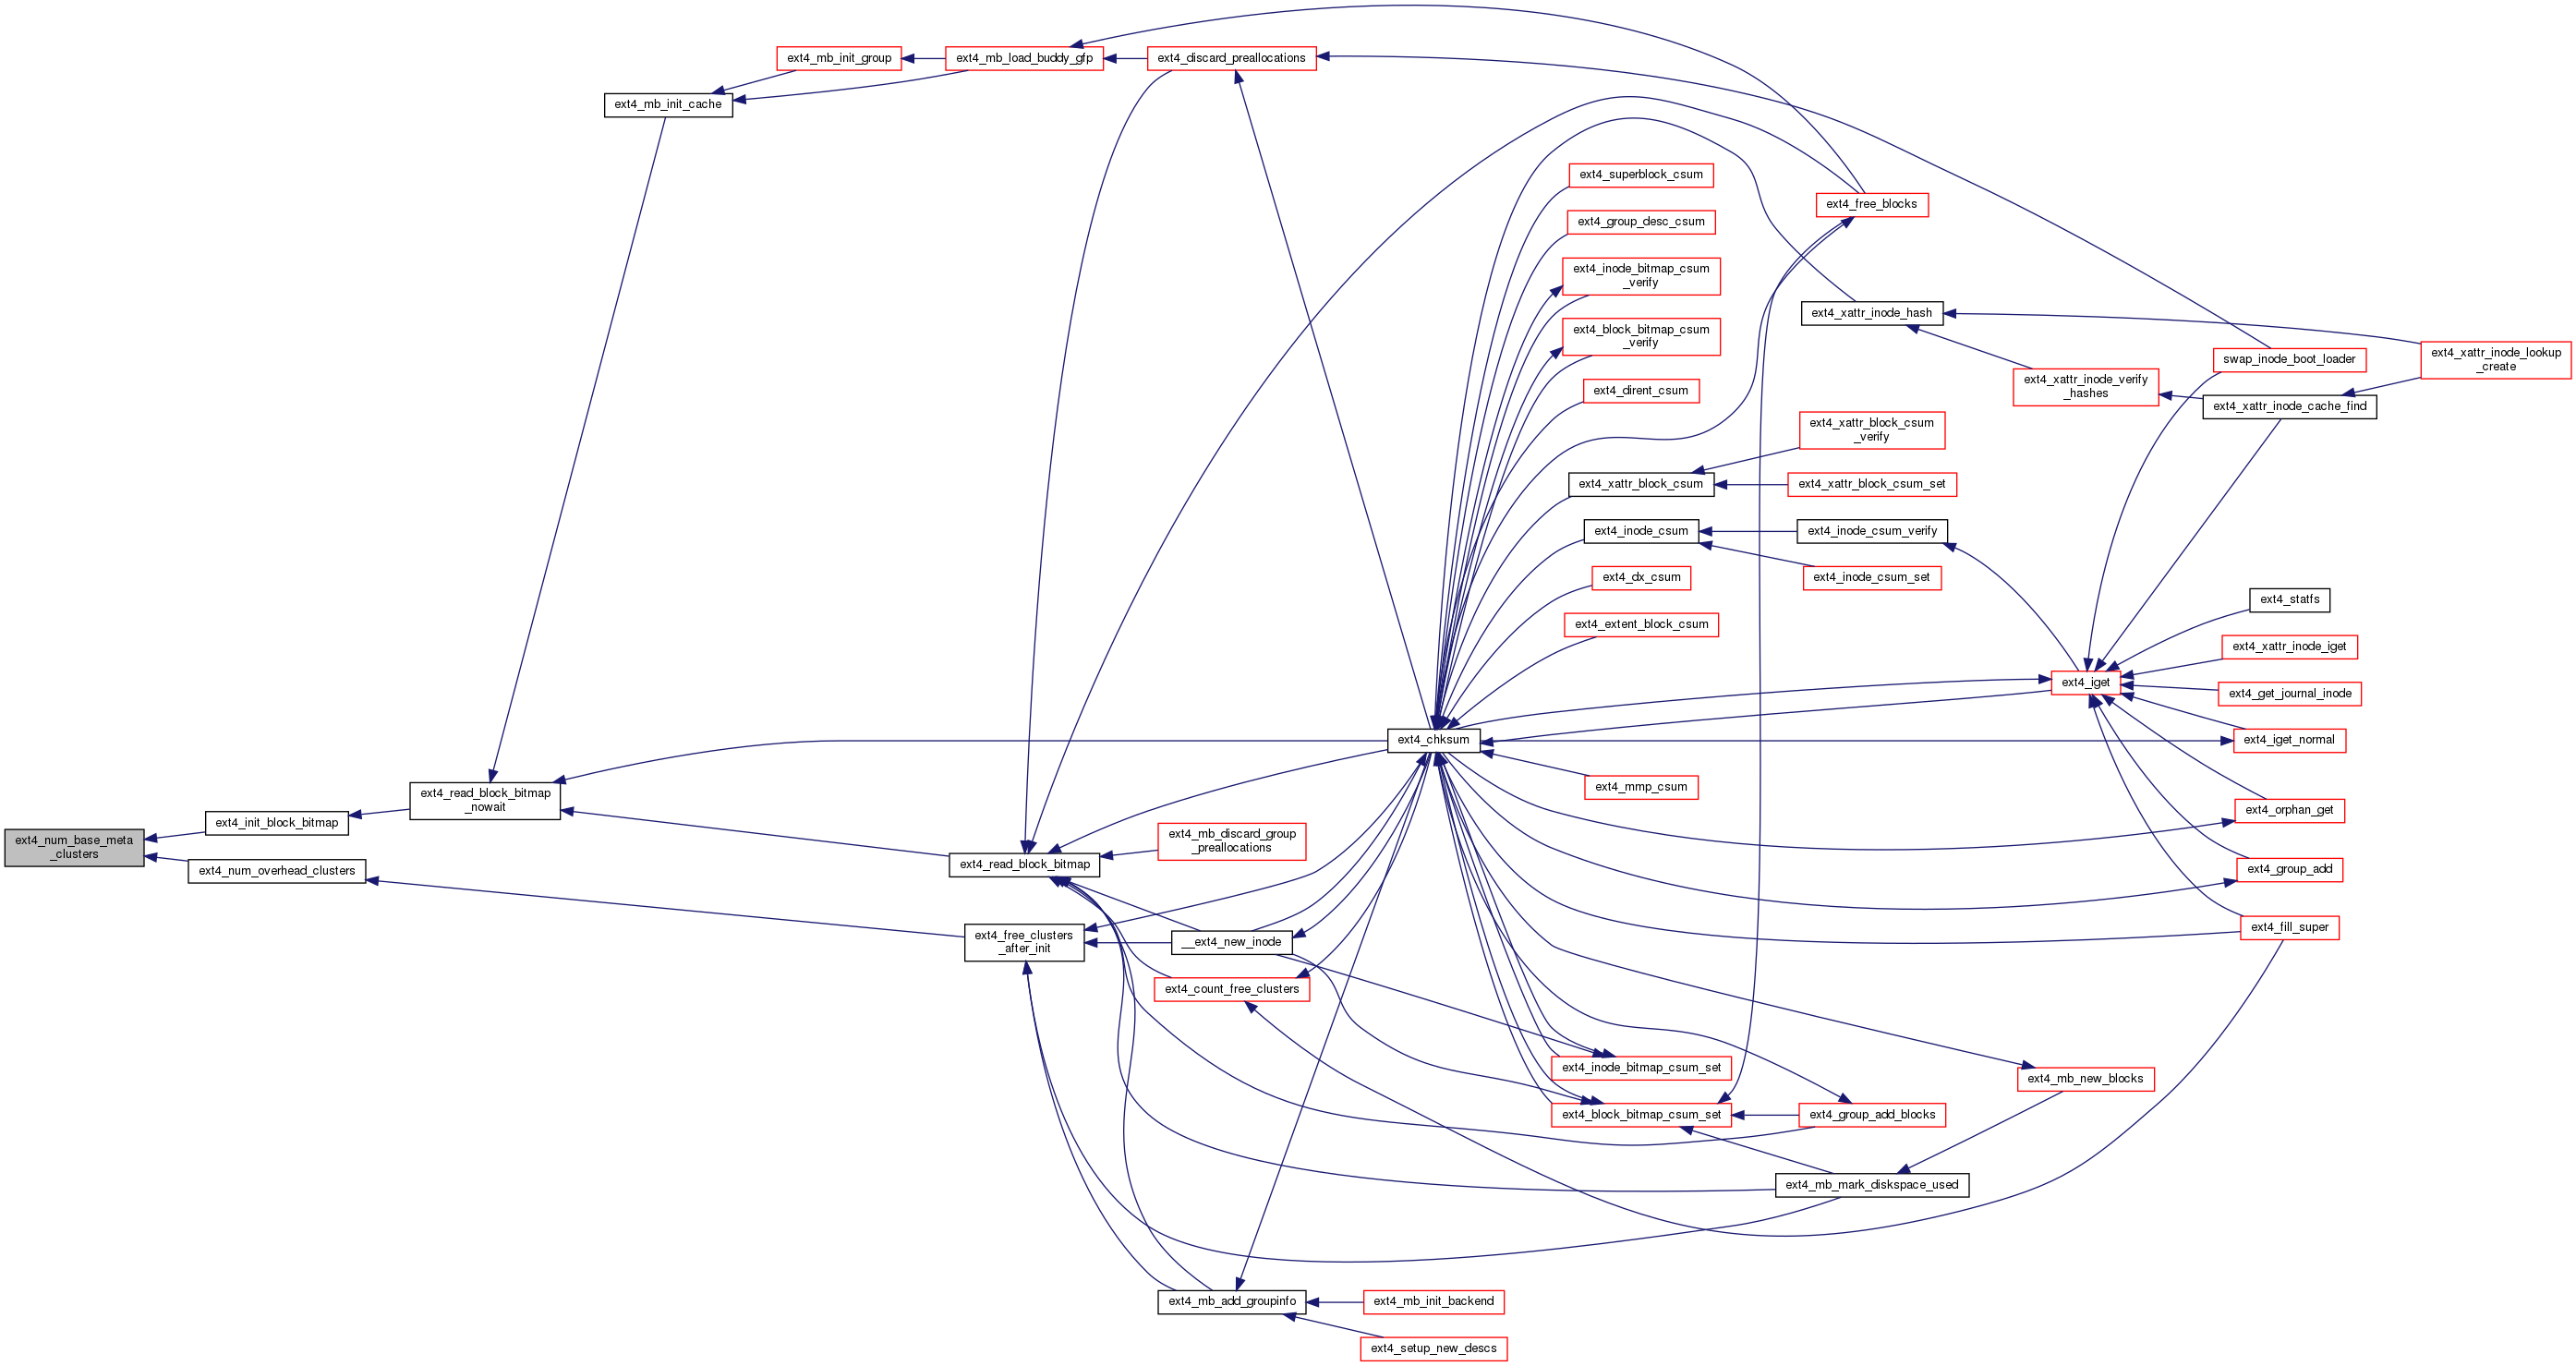 ext4_mb_init_group
ext4_mb_load_buddy_gfp
ext4_discard_preallocations
ext4_mb_init_cache
ext4_superblock_csum
ext4_free_blocks
ext4_group_desc_csum
ext4_inode_bitmap_csum
_verify
ext4_xattr_inode_hash
ext4_block_bitmap_csum
_verify
swap_inode_boot_loader
ext4_xattr_inode_lookup
_create
ext4_xattr_inode_verify
_hashes
ext4_dirent_csum
ext4_xattr_inode_cache_find
ext4_xattr_block_csum
_verify
ext4_xattr_block_csum
ext4_xattr_block_csum_set
ext4_inode_csum
ext4_inode_csum_verify
ext4_dx_csum
ext4_inode_csum_set
ext4_statfs
ext4_extent_block_csum
ext4_xattr_inode_iget
ext4_iget
ext4_get_journal_inode
ext4_chksum
ext4_iget_normal
ext4_mmp_csum
ext4_read_block_bitmap
_nowait
ext4_orphan_get
ext4_init_block_bitmap
ext4_num_base_meta
_clusters
ext4_mb_discard_group
_preallocations
ext4_read_block_bitmap
ext4_num_overhead_clusters
ext4_group_add
ext4_fill_super
ext4_free_clusters
_after_init
__ext4_new_inode
ext4_count_free_clusters
ext4_inode_bitmap_csum_set
ext4_mb_new_blocks
ext4_block_bitmap_csum_set
ext4_group_add_blocks
ext4_mb_mark_diskspace_used
ext4_mb_add_groupinfo
ext4_mb_init_backend
ext4_setup_new_descs